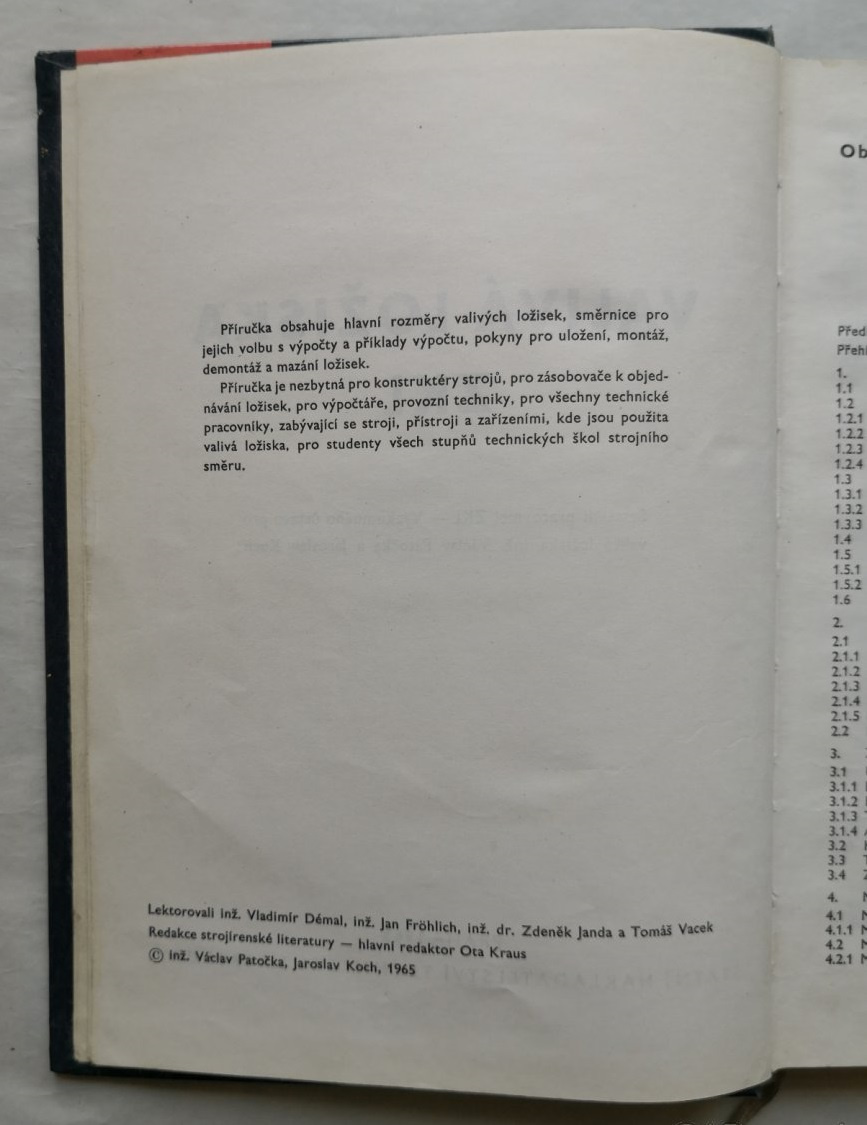 Příručka obsahuje hlavní rozměry valivých ložisek, směrnice pro
jejich volbu s výpočty a příklady výpočtu, pokyny pro uložení, montáž,
demontáž a mazání ložisek.
Příručka je nezbytná pro konstruktéry strojů, pro zásobovače k objed-
návání ložisek, pro výpočtáře, provozní techniky, pro všechny technické
pracovníky, zabývající se stroji, přístroji a zařízeními, kde jsou použita
valivá ložiska, pro studenty všech stupňů technických škol strojního
směru.
Lektorovali inž. Vladimír Démal, inž. Jan Fröhlich, inž. dr. Zdeněk Janda a Tomáš Vacek
Redakce strojírenské literatury — hlavní redaktor Ota Kraus
© inž. Václav Patočka, Jaroslav Koch, 1965
Ob
Před
Přehl
1.
1.1
1.2
1.2.1
1.2.2
1.2.3
1.2.4
1.3
1.3.1
1.3.2
1.3.3
1.4
1.5
1.5.1
1.5.2
1.6
2.
2.1
2.1.1
2.1.2
2.1.3
2.1.4
2.1.5
2.2
3.
3.1
3.1.1
3.1.2
3.1.3
3.1.4
3.2
3.3
3.4
4.
4.1
4.1.1
4.2
4.2.1